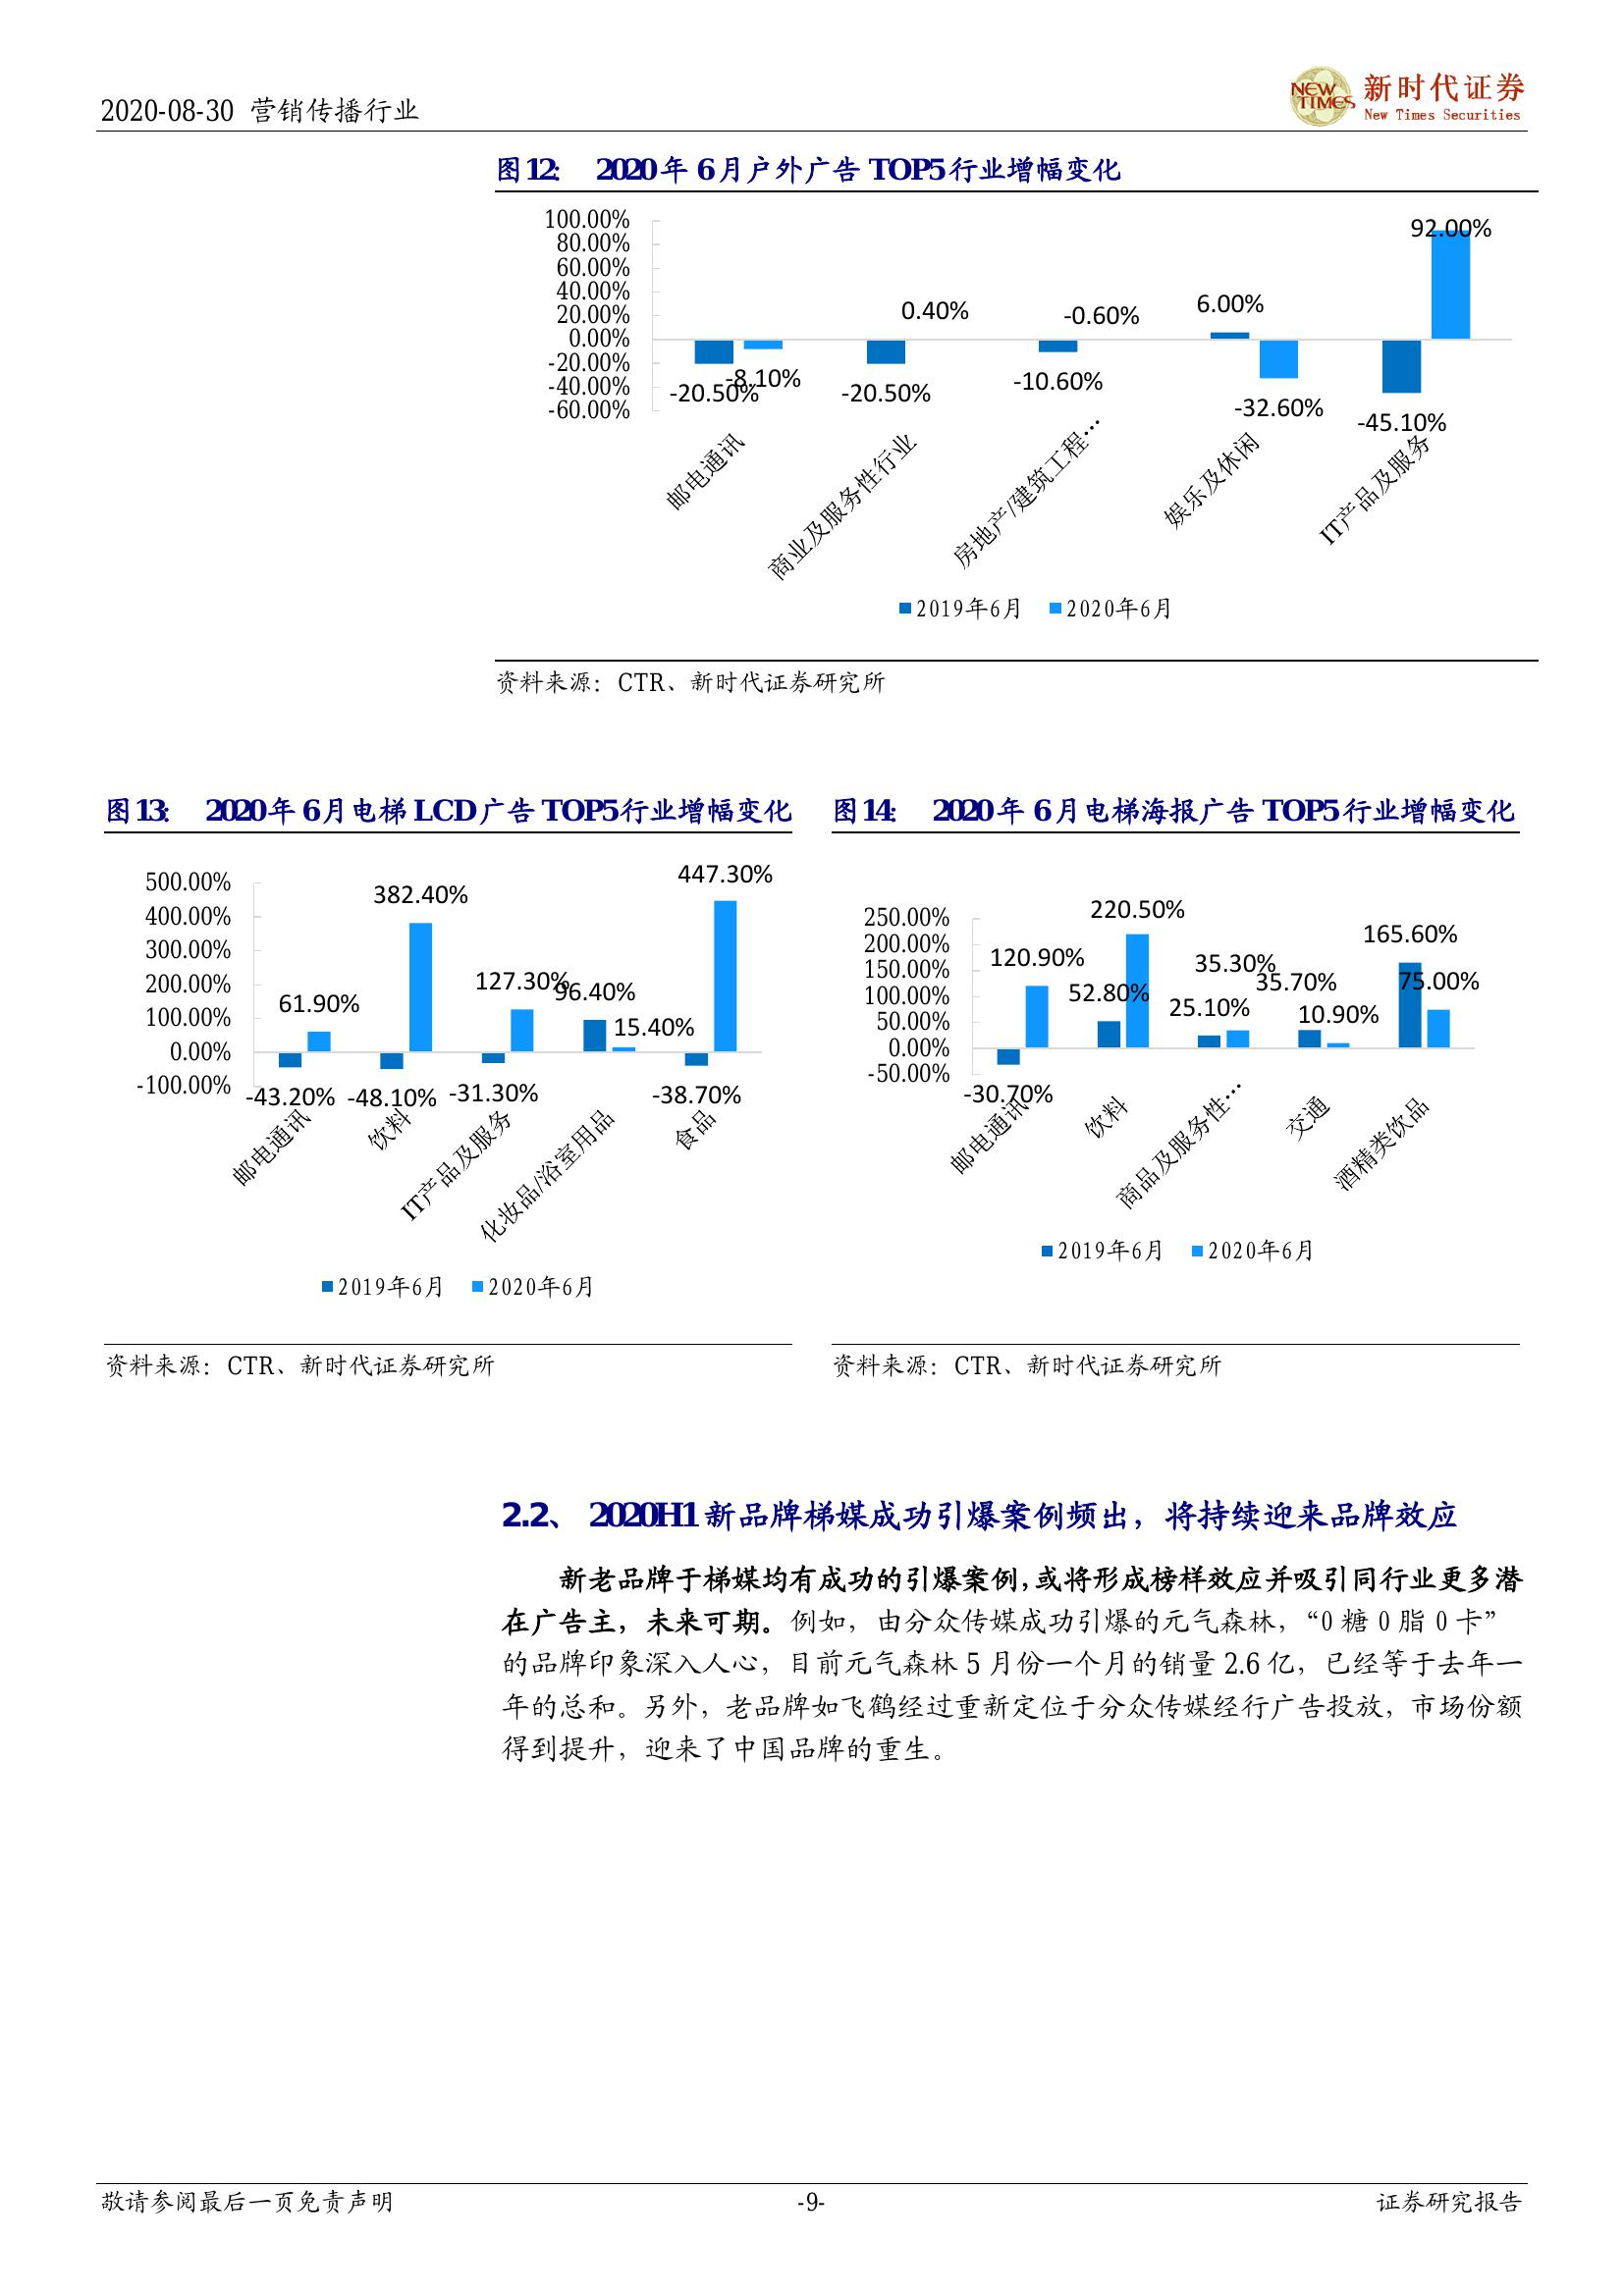 2020-08-30 营销传播行业
NEW TIMES 新时代证券
New Times Securities
图12: 2020年6月户外广告TOP5行业增幅变化
100.00%
80.00%
60.00%
40.00%
20.00%
0.00%
-20.00%
-40.00%
-60.00%
-20.50%
-8.10%
-20.50%
0.40%
-10.60%
-0.60%
6.00%
-32.60%
-45.10%
92.00%
邮电通讯
商业及服务性行业
房地产/建筑工程…
娱乐及休闲
IT产品及服务
2019年6月 2020年6月
资料来源：CTR、新时代证券研究所
图13: 2020年6月电梯LCD广告TOP5行业增幅变化
500.00%
400.00%
300.00%
200.00%
100.00%
0.00%
-100.00%
-43.20%
61.90%
-48.10%
382.40%
-31.30%
127.30%
96.40%
15.40%
-38.70%
447.30%
邮电通讯
饮料
IT产品及服务
化妆品/浴室用品
食品
2019年6月 2020年6月
资料来源：CTR、新时代证券研究所
图14: 2020年6月电梯海报广告TOP5行业增幅变化
250.00%
200.00%
150.00%
100.00%
50.00%
0.00%
-50.00%
-30.70%
120.90%
52.80%
220.50%
25.10%
35.30%
35.70%
10.90%
165.60%
75.00%
邮电通讯
饮料
商品及服务性…
交通
酒精类饮品
2019年6月 2020年6月
资料来源：CTR、新时代证券研究所
2.2、 2020H1新品牌梯媒成功引爆案例频出，将持续迎来品牌效应
新老品牌于梯媒均有成功的引爆案例，或将形成榜样效应并吸引同行业更多潜
在广告主，未来可期。例如，由分众传媒成功引爆的元气森林，“0糖0脂0卡”
的品牌印象深入人心，目前元气森林5月份一个月的销量2.6亿，已经等于去年一
年的总和。另外，老品牌如飞鹤经过重新定位于分众传媒经行广告投放，市场份额
得到提升，迎来了中国品牌的重生。
敬请参阅最后一页免责声明 -9- 证券研究报告